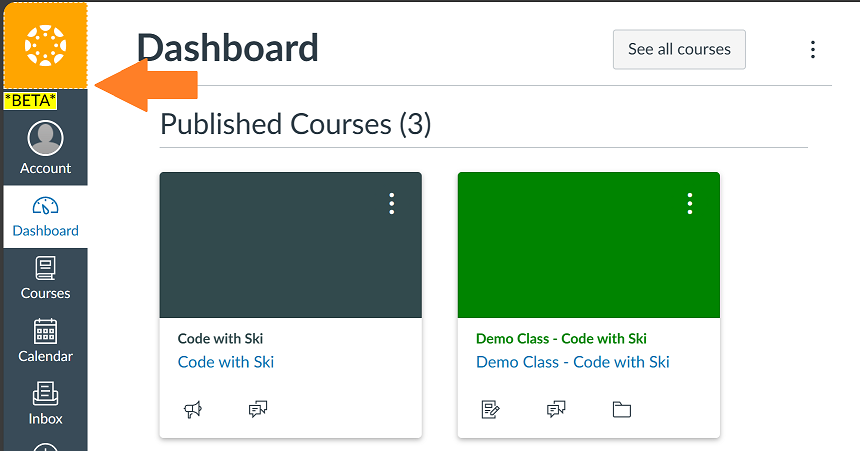 Dashboard
See all courses
*BETA*
Published Courses (3)
Account
Dashboard
Courses
Calendar
Inbox
Code with Ski
Code with Ski
Demo Class - Code with Ski
Demo Class - Code with Ski